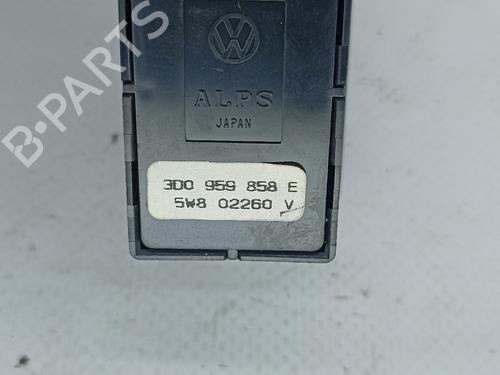 ALPS
JAPAN
3D0 959 858 E
5W8 02260 V
B-PARTS